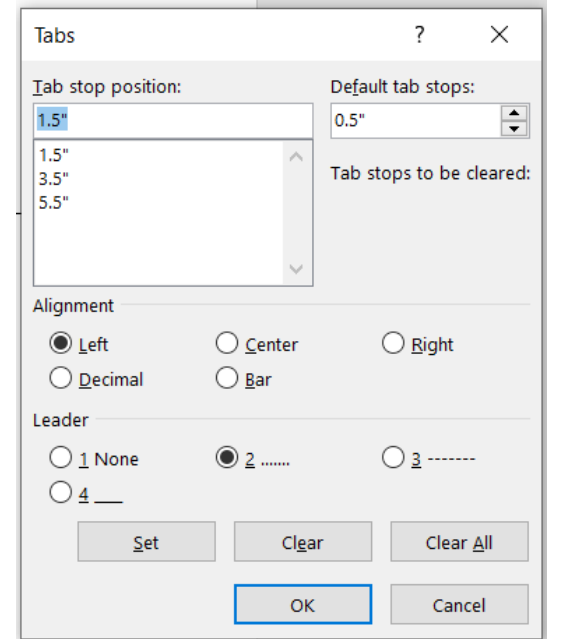 Tabs ? ×
Tab stop position: Default tab stops:
1.5" 0.5"
1.5"
3.5"
5.5"
Tab stops to be cleared:
Alignment
Left Center Right
Decimal Bar
Leader
1 None 2 ....... 3 -------
4 ___
Set Clear Clear All
OK Cancel